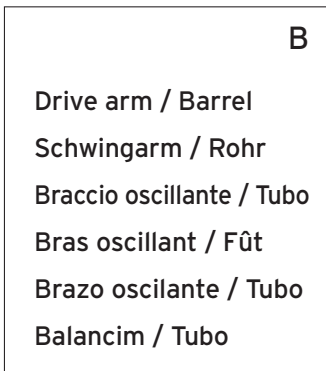 B
Drive arm / Barrel
Schwingarm / Rohr
Braccio oscillante / Tubo
Bras oscillant / Fût
Brazo oscilante / Tubo
Balancim / Tubo